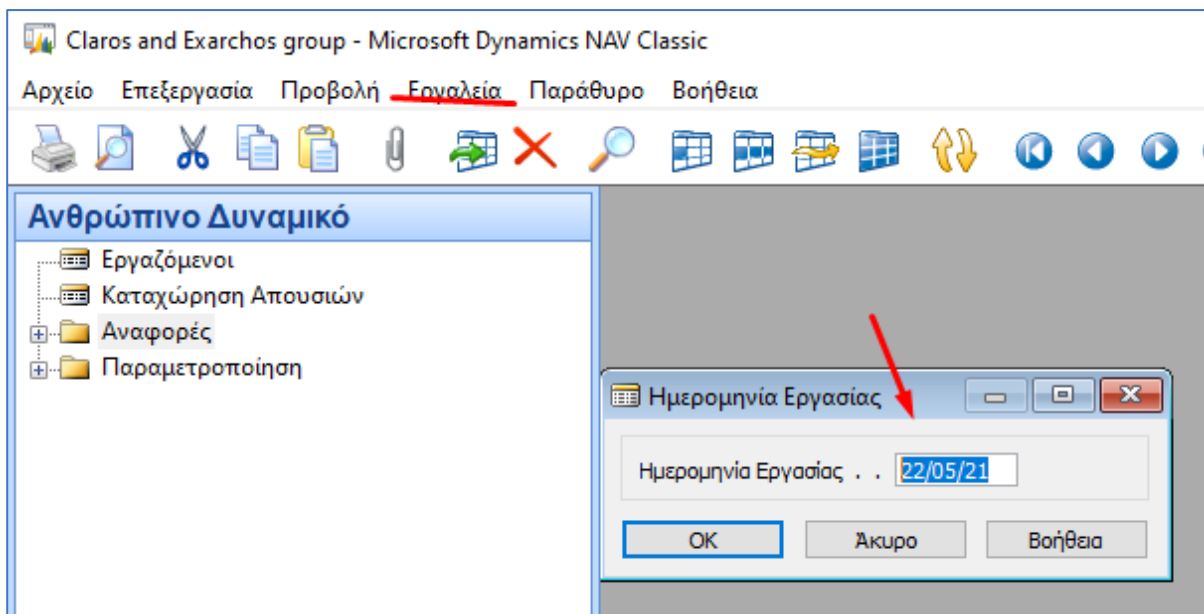 Claros and Exarchos group - Microsoft Dynamics NAV Classic
Αρχείο Επεξεργασία Προβολή Εργαλεία Παράθυρο Βοήθεια
Ανθρώπινο Δυναμικό
Εργαζόμενοι
Καταχώρηση Απουσιών
Αναφορές
Παραμετροποίηση
Ημερομηνία Εργασίας
Ημερομηνία Εργασίας . . 22/05/21
OK Άκυρο Βοήθεια